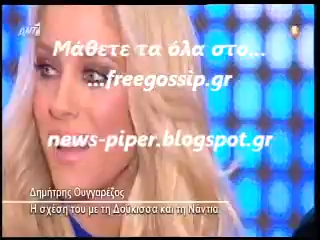 ΑΝΤ1
Μάθετε τα όλα στο...
...freegossip.gr
news-piper.blogspot.gr
Δημήτρης Ουγγαρέζος
Η σχέση του με τη Δούκισσα και τη Νάντια